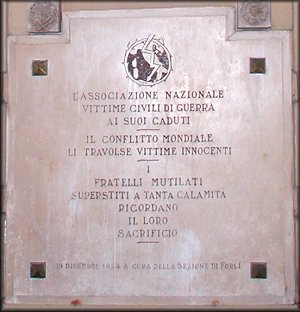 L'ASSOCIAZIONE NAZIONALE
VITTIME CIVILI DI GUERRA
AI SUOI CADUTI
IL CONFLITTO MONDIALE
LI TRAVOLSE VITTIME INNOCENTI
I
FRATELLI MUTILATI
SUPERSTITI A TANTA CALAMITÀ
RICORDANO
IL LORO
SACRIFICIO
19 DICEMBRE 1954 A CURA DELLA SEZIONE DI FORLÌ